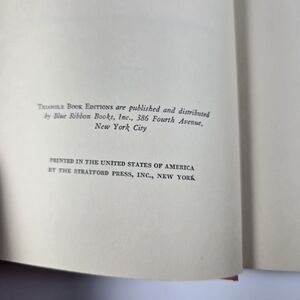 TRIANGLE BOOK EDITIONS are published and distributed
by Blue Ribbon Books, Inc., 386 Fourth Avenue,
New York City
PRINTED IN THE UNITED STATES OF AMERICA
BY THE STRATFORD PRESS, INC., NEW YORK